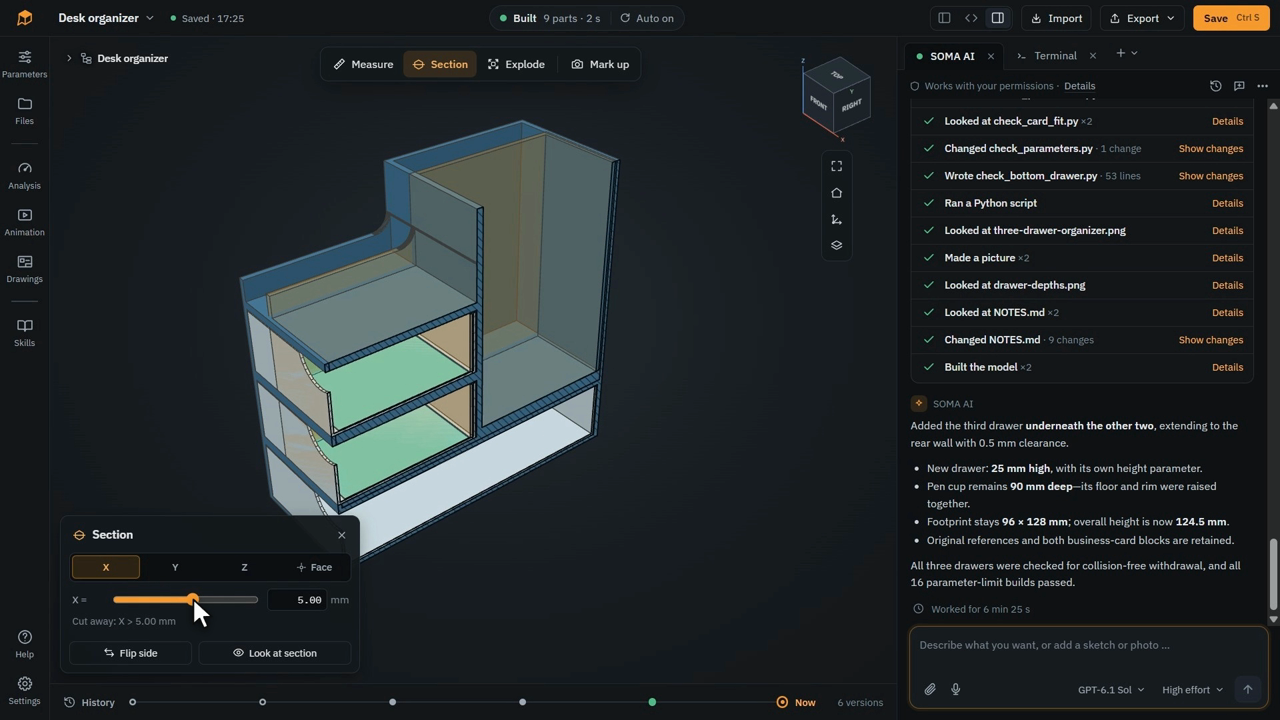 Desk organizer
Saved · 17:25
Built 9 parts · 2 s
Auto on
Import
Export
Save Ctrl S
Parameters
Files
Analysis
Animation
Drawings
Skills
Help
Settings
Desk organizer
Measure
Section
Explode
Mark up
Z
TOP
FRONT
RIGHT
Y
X
Section
X
Y
Z
Face
X =
5.00 mm
Cut away: X > 5.00 mm
Flip side
Look at section
History
Now
6 versions
SOMA AI
Terminal
Works with your permissions · Details
Looked at check_card_fit.py ×2 Details
Changed check_parameters.py · 1 change Show changes
Wrote check_bottom_drawer.py · 53 lines Show changes
Ran a Python script Details
Looked at three-drawer-organizer.png Details
Made a picture ×2 Details
Looked at drawer-depths.png Details
Looked at NOTES.md ×2 Details
Changed NOTES.md · 9 changes Show changes
Built the model ×2 Details
SOMA AI
Added the third drawer underneath the other two, extending to the
rear wall with 0.5 mm clearance.
• New drawer: 25 mm high, with its own height parameter.
• Pen cup remains 90 mm deep—its floor and rim were raised
together.
• Footprint stays 96 × 128 mm; overall height is now 124.5 mm.
• Original references and both business-card blocks are retained.
All three drawers were checked for collision-free withdrawal, and all
16 parameter-limit builds passed.
Worked for 6 min 25 s
Describe what you want, or add a sketch or photo ...
GPT-6.1 Sol
High effort